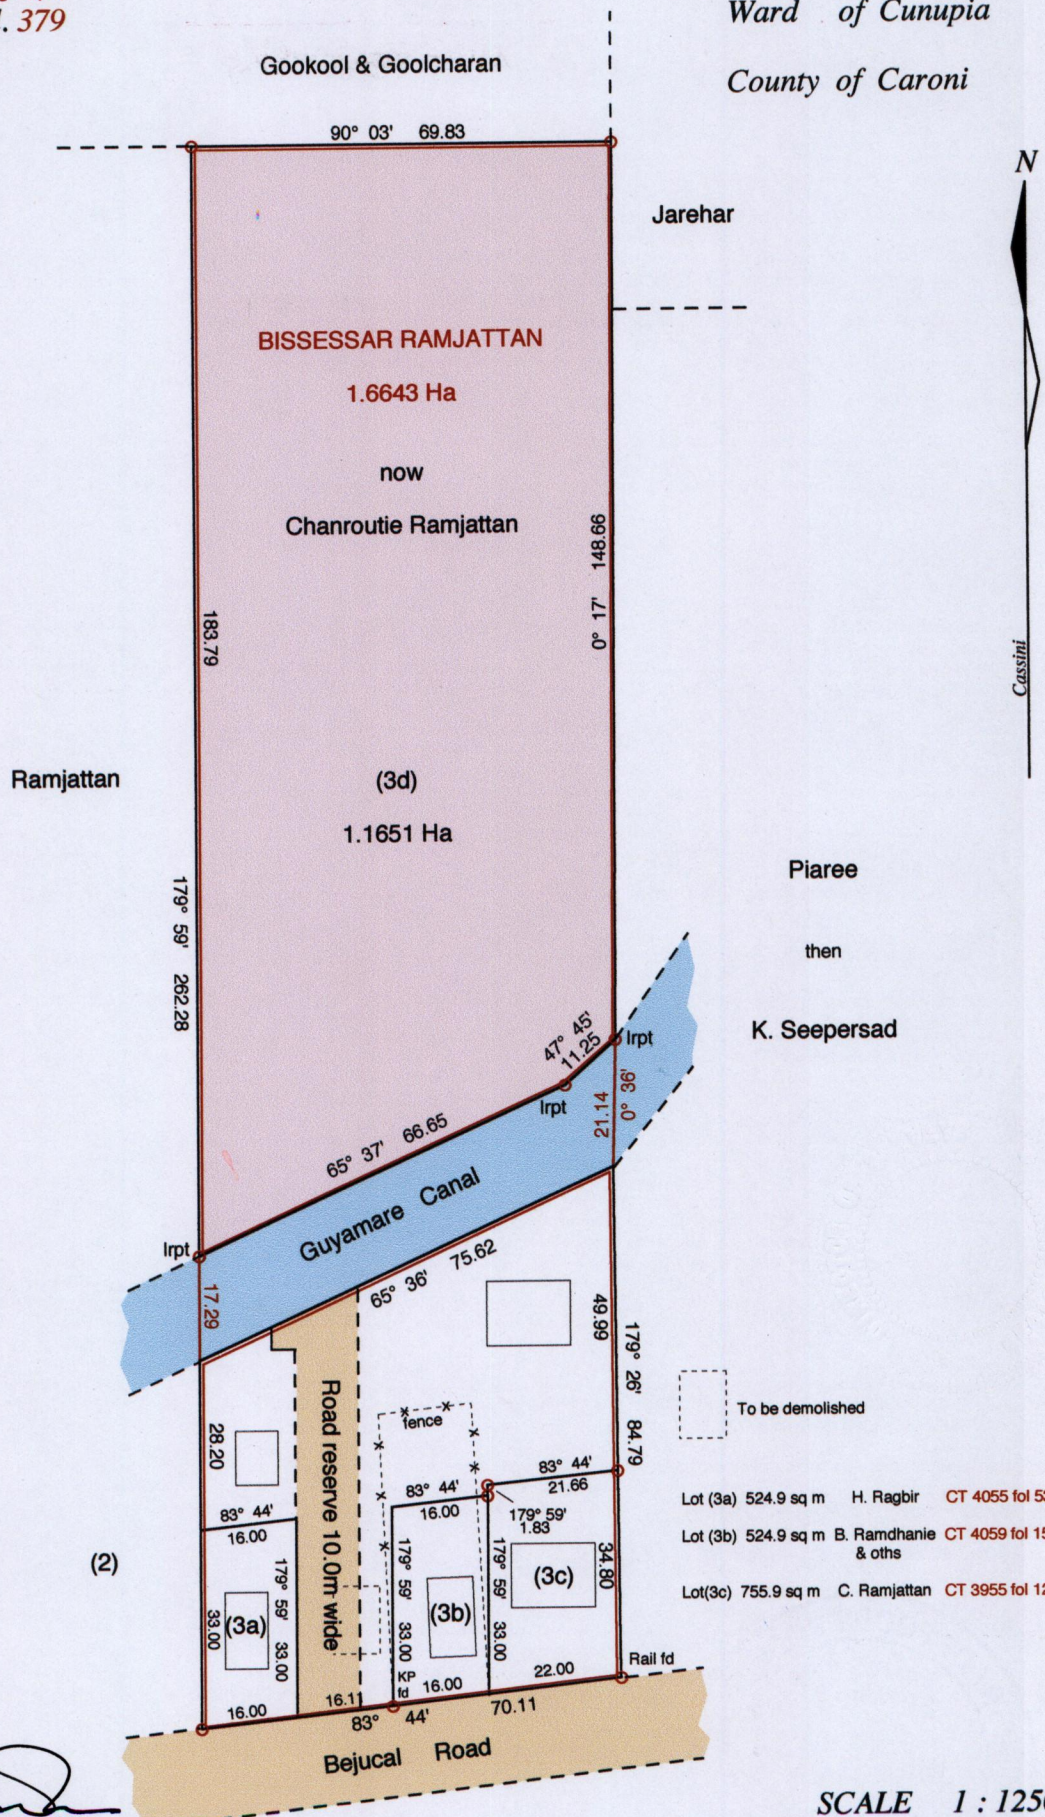 379
Ward of Cunupia
Gookool & Goolcharan
County of Caroni
90° 03' 69.83
N
Jarehar
BISSESSAR RAMJATTAN
1.6643 Ha
now
Chanroutie Ramjattan
0° 17' 148.66
183.79
Cassini
Ramjattan
(3d)
1.1651 Ha
Piaree
then
K. Seepersad
179° 59' 262.28
47° 45'
11.25
Irpt
Irpt
21.14
0° 36'
65° 37' 66.65
Guyamare Canal
Irpt
17.29
65° 36' 75.62
49.99
179° 26' 84.79
To be demolished
Road reserve 10.0m wide
fence
28.20
83° 44'
21.66
83° 44'
16.00
179° 59'
1.83
83° 44'
16.00
Lot (3a) 524.9 sq m H. Ragbir CT 4055 fol
Lot (3b) 524.9 sq m B. Ramdhanie CT 4059 fol 15
& oths
Lot(3c) 755.9 sq m C. Ramjattan CT 3955 fol 12
(2)
(3a)
33.00
179° 59' 33.00
179° 59' 33.00
(3b)
179° 59' 33.00
(3c)
34.80
Rail fd
KP
fd
16.00
16.11
16.00
22.00
83° 44' 70.11
Bejucal Road
SCALE 1 : 125